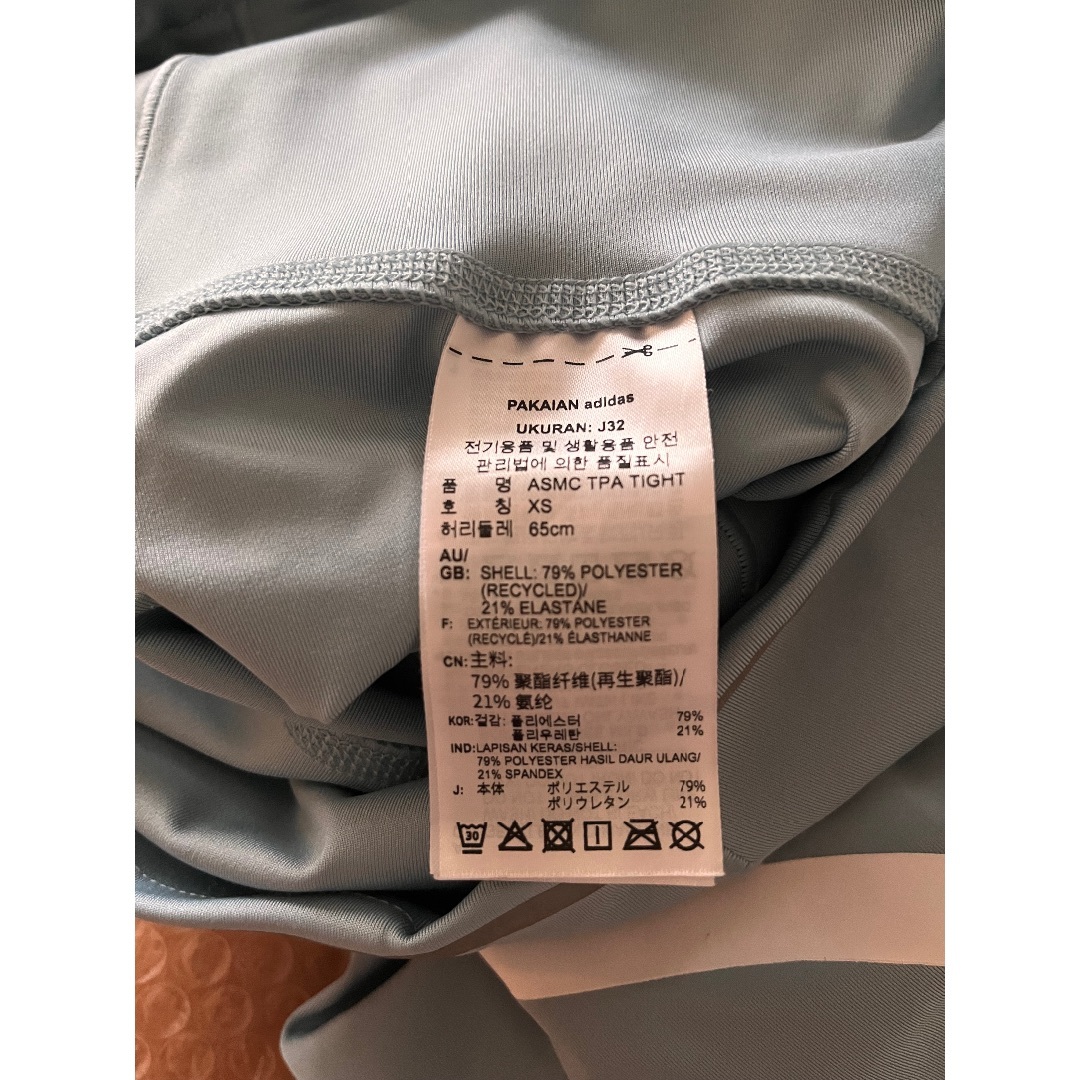 PAKAIAN adidas
UKURAN: J32
전기용품 및 생활용품 안전
관리법에 의한 품질표시
품 명 ASMC TPA TIGHT
호 칭 XS
허리둘레 65cm
AU/
GB: SHELL: 79% POLYESTER
(RECYCLED)/
21% ELASTANE
F: EXTÉRIEUR: 79% POLYESTER
(RECYCLÉ)/21% ÉLASTHANNE
CN: 主料:
79% 聚酯纤维(再生聚酯)/
21% 氨纶
KOR: 겉감: 폴리에스터 79%
폴리우레탄 21%
IND: LAPISAN KERAS/SHELL:
79% POLYESTER HASIL DAUR ULANG/
21% SPANDEX
J: 本体 ポリエステル 79%
ポリウレタン 21%
30